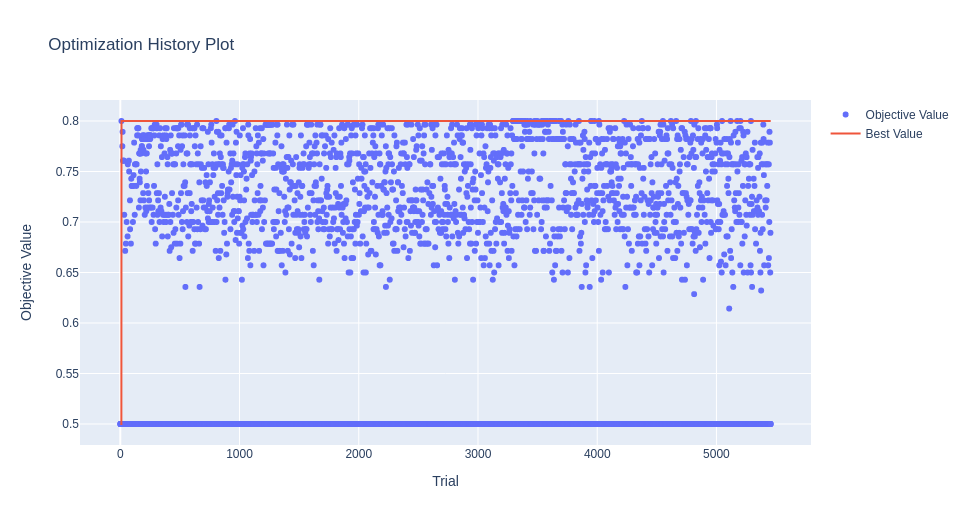 Optimization History Plot
Objective Value
Best Value
0.8
0.75
0.7
0.65
0.6
0.55
0.5
Objective Value
0
1000
2000
3000
4000
5000
Trial